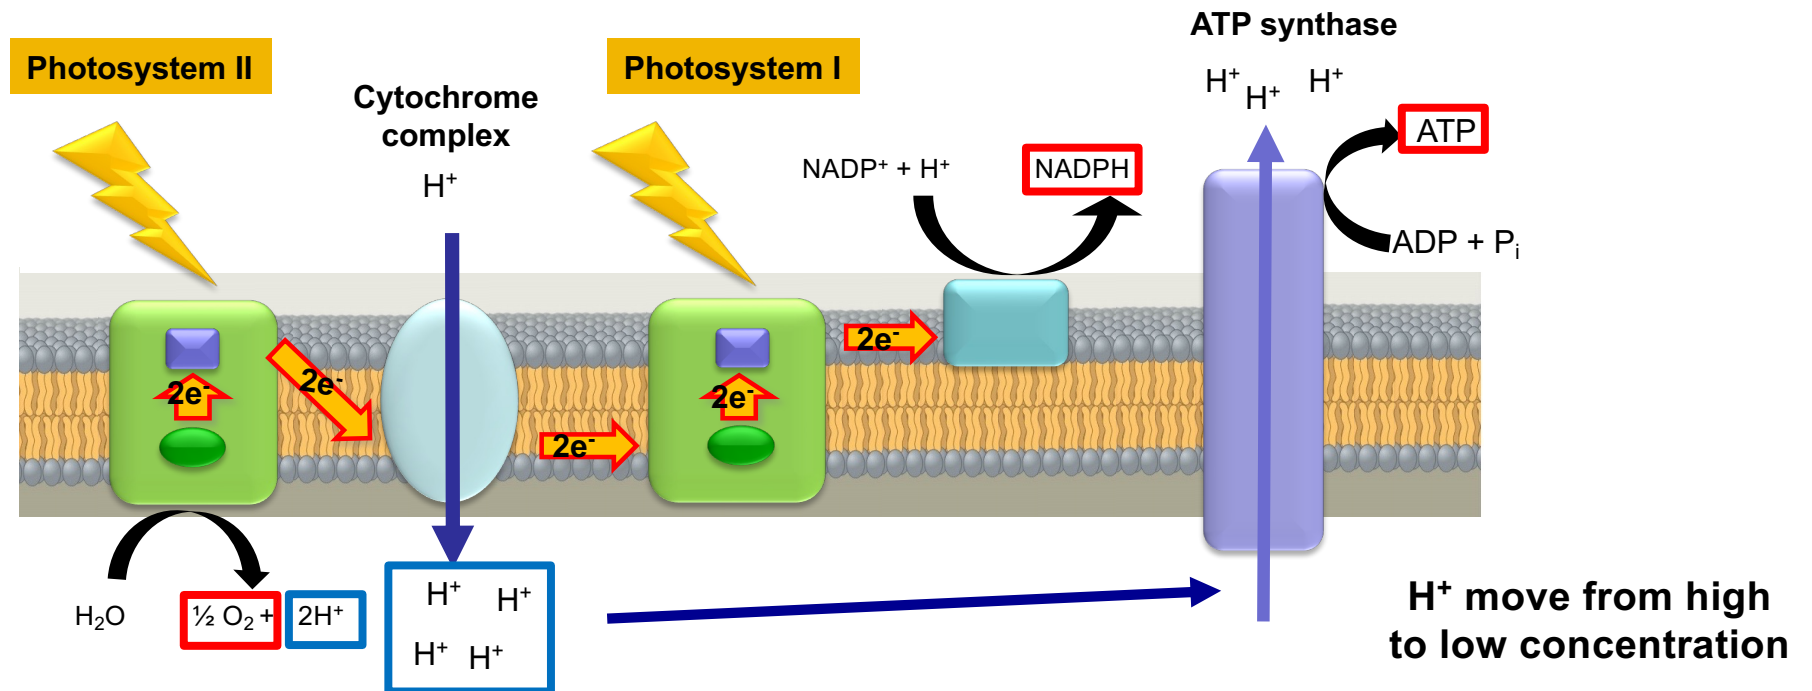 ATP synthase
Photosystem II
Photosystem I
Cytochrome
complex
H⁺
H⁺ H⁺ H⁺
ATP
NADP⁺ + H⁺
NADPH
ADP + Pᵢ
2e⁻
2e⁻
2e⁻
2e⁻
2e⁻
H₂O
½ O₂ +
2H⁺
H⁺ H⁺
H⁺ H⁺
H⁺ move from high
to low concentration